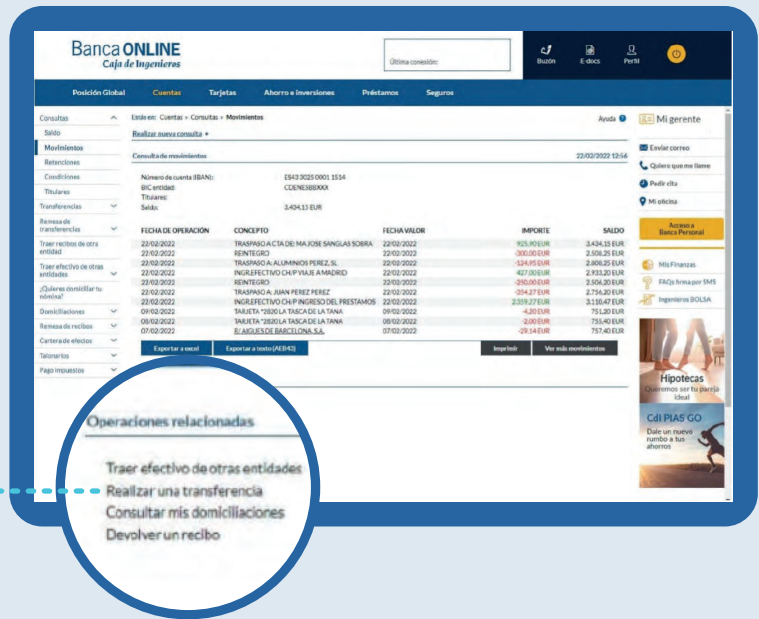 Banca ONLINE
Caja de Ingenieros
Última conexión:
Buzón
E-docs
Perfil
Posición Global
Cuentas
Tarjetas
Ahorro e Inversiones
Préstamos
Seguros
Consultas
Saldo
Movimientos
Retenciones
Condiciones
Titulares
Transferencias
Remesa de
transferencias
Traer recibos de otra
entidad
Traer efectivo de otras
entidades
¿Quieres domiciliar tu
nómina?
Domiciliaciones
Remesa de recibos
Cartera de efectos
Talonarios
Pago impuestos
Estás en: Cuentas » Consultas » Movimientos
Ayuda ?
Realizar nueva consulta
Consulta de movimientos
22/02/2022 12:56
Número de cuenta (IBAN): ES43 3025 0001 1514
BIC entidad: CDENESBBXXX
Titulares:
Saldo: 3.434,15 EUR
FECHA DE OPERACIÓN CONCEPTO FECHA VALOR IMPORTE SALDO
22/02/2022 TRASPASO A CTA DE: MA JOSE SANGLAS SOBRA 22/02/2022 925,90 EUR 3.434,15 EUR
22/02/2022 REINTEGRO 22/02/2022 -300,00 EUR 2.508,25 EUR
22/02/2022 TRASPASO A: ALUMINIOS PEREZ, SL 22/02/2022 -124,95 EUR 2.808,25 EUR
22/02/2022 INGR.EFECTIVO CH/P VIAJE A MADRID 22/02/2022 427,00 EUR 2.933,20 EUR
22/02/2022 REINTEGRO 22/02/2022 -250,00 EUR 2.506,20 EUR
22/02/2022 TRASPASO A: JUAN PEREZ PEREZ 22/02/2022 -354,27 EUR 2.756,20 EUR
22/02/2022 INGR.EFECTIVO CH/P INGRESO DEL PRESTAMOS 22/02/2022 2.359,27 EUR 3.110,47 EUR
09/02/2022 TARJETA *2820 LA TASCA DE LA TANA 09/02/2022 -4,20 EUR 751,20 EUR
08/02/2022 TARJETA *2820 LA TASCA DE LA TANA 08/02/2022 -2,00 EUR 755,40 EUR
07/02/2022 R/ AIGUES DE BARCELONA, S.A. 07/02/2022 -29,14 EUR 757,40 EUR
Exportar a excel
Exportar a texto (AEB43)
Imprimir
Ver más movimientos
Mi gerente
Enviar correo
Quiero que me llame
Pedir cita
Mi oficina
Acceso a
Banca Personal
Mis Finanzas
FAQs firma por SMS
Ingenieros BOLSA
Hipotecas
Queremos ser tu pareja
ideal
CdI PIAS GO
Dale un nuevo
rumbo a tus
ahorros
Operaciones relacionadas
Traer efectivo de otras entidades
Realizar una transferencia
Consultar mis domiciliaciones
Devolver un recibo